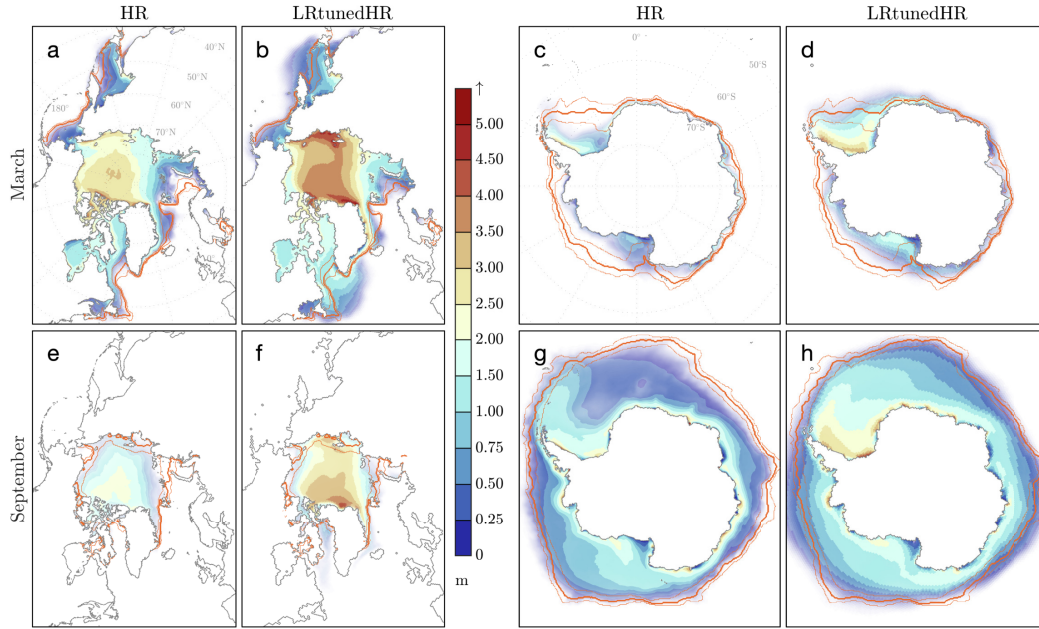 HR
LRtunedHR
HR
LRtunedHR
March
a
40°N
50°N
60°N
70°N
180°
b
c
0°
50°S
60°S
70°S
d
↑
5.00
4.50
4.00
3.50
3.00
2.50
2.00
1.50
1.00
0.75
0.50
0.25
0
m
September
e
f
g
h